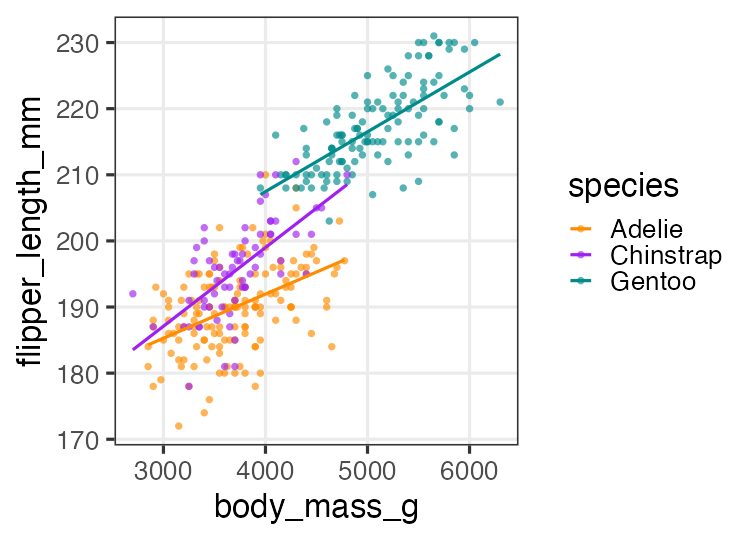 230
220
210
200
190
180
170
flipper_length_mm
3000 4000 5000 6000
body_mass_g
species
Adelie
Chinstrap
Gentoo